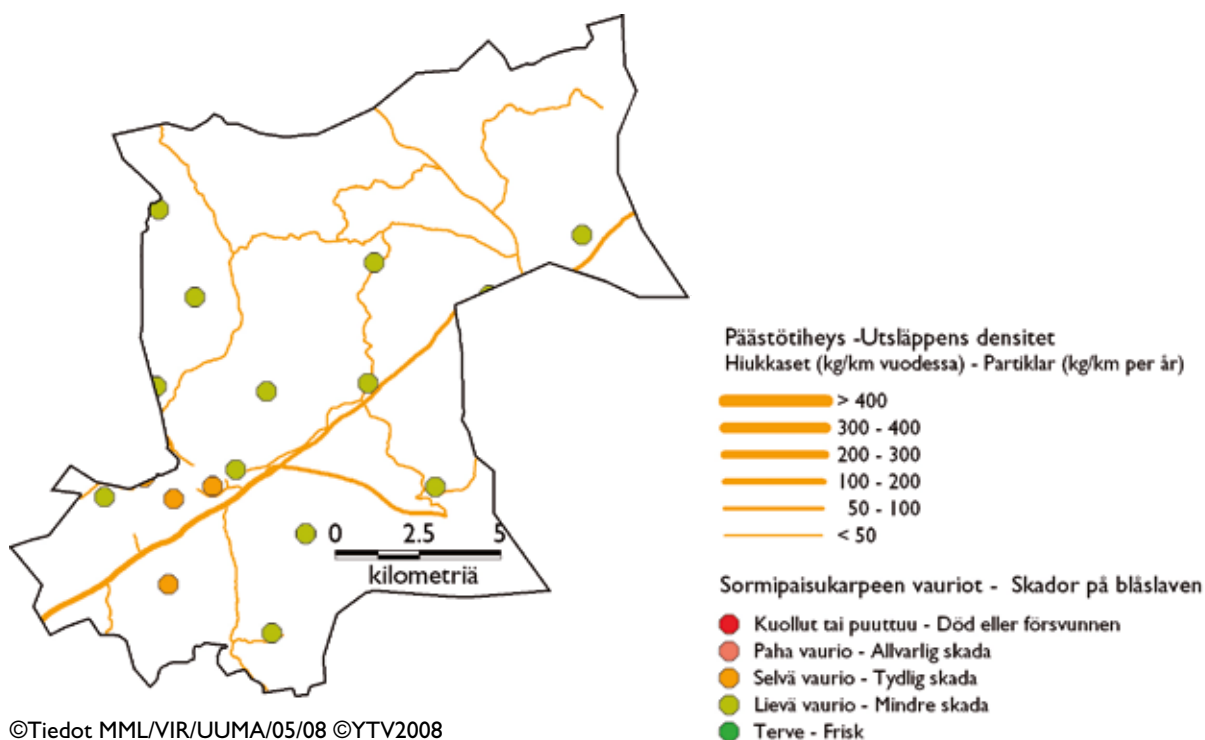 Päästötiheys -Utsläppens densitet
Hiukkaset (kg/km vuodessa) - Partiklar (kg/km per år)
> 400
300 - 400
200 - 300
100 - 200
50 - 100
< 50
0 2.5 5
kilometriä
Sormipaisukarpeen vauriot - Skador på blåslaven
Kuollut tai puuttuu - Död eller försvunnen
Paha vaurio - Allvarlig skada
Selvä vaurio - Tydlig skada
Lievä vaurio - Mindre skada
Terve - Frisk
©Tiedot MML/VIR/UUMA/05/08 ©YTV2008